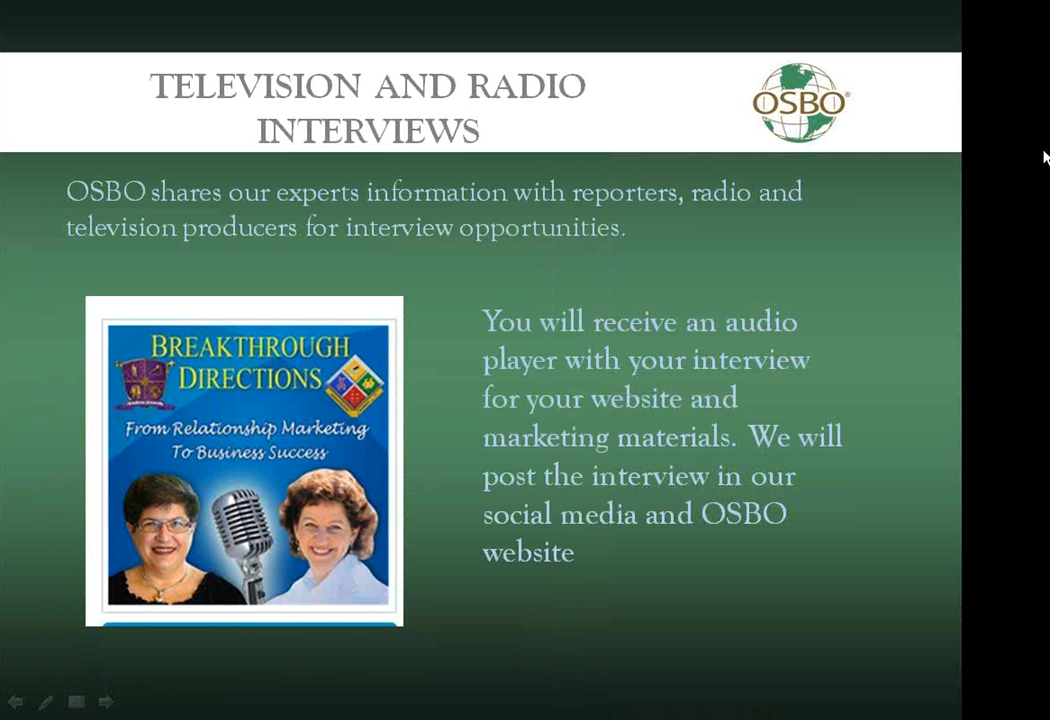 TELEVISION AND RADIO
INTERVIEWS
OSBO
OSBO shares our experts information with reporters, radio and
television producers for interview opportunities.
BREAKTHROUGH
DIRECTIONS
From Relationship Marketing
To Business Success
You will receive an audio
player with your interview
for your website and
marketing materials. We will
post the interview in our
social media and OSBO
website